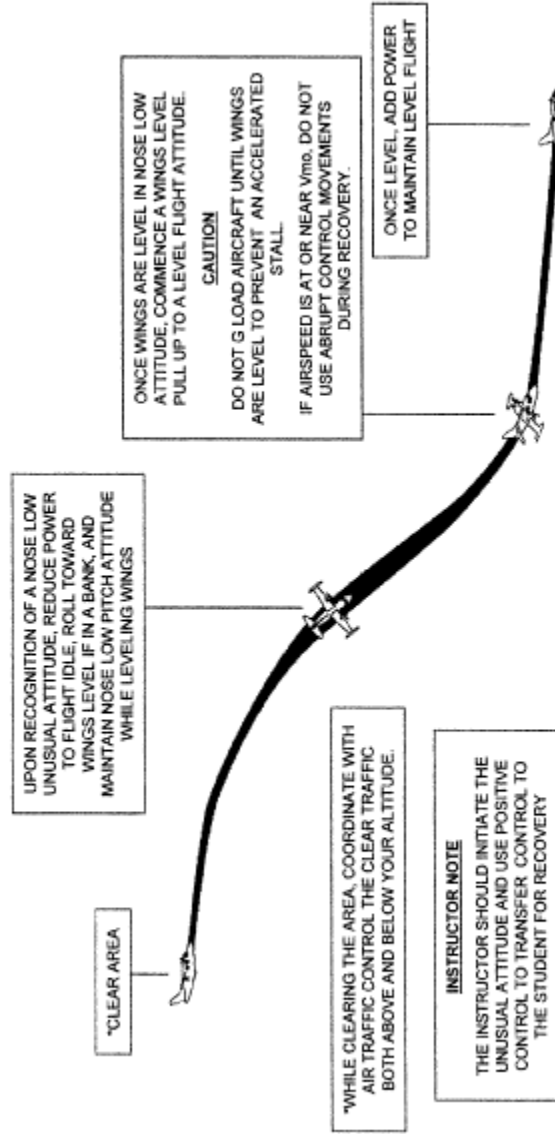 *CLEAR AREA
UPON RECOGNITION OF A NOSE LOW
UNUSUAL ATTITUDE, REDUCE POWER
TO FLIGHT IDLE, ROLL TOWARD
WINGS LEVEL IF IN A BANK, AND
MAINTAIN NOSE LOW PITCH ATTITUDE
WHILE LEVELING WINGS
ONCE WINGS ARE LEVEL IN NOSE LOW
ATTITUDE, COMMENCE A WINGS LEVEL
PULL UP TO A LEVEL FLIGHT ATTITUDE.
CAUTION
DO NOT G LOAD AIRCRAFT UNTIL WINGS
ARE LEVEL TO PREVENT AN ACCELERATED
STALL.
IF AIRSPEED IS AT OR NEAR Vmo, DO NOT
USE ABRUPT CONTROL MOVEMENTS
DURING RECOVERY.
ONCE LEVEL, ADD POWER
TO MAINTAIN LEVEL FLIGHT
*WHILE CLEARING THE AREA, COORDINATE WITH
AIR TRAFFIC CONTROL THE CLEAR TRAFFIC
BOTH ABOVE AND BELOW YOUR ALTITUDE.
INSTRUCTOR NOTE
THE INSTRUCTOR SHOULD INITIATE THE
UNUSUAL ATTITUDE AND USE POSITIVE
CONTROL TO TRANSFER CONTROL TO
THE STUDENT FOR RECOVERY